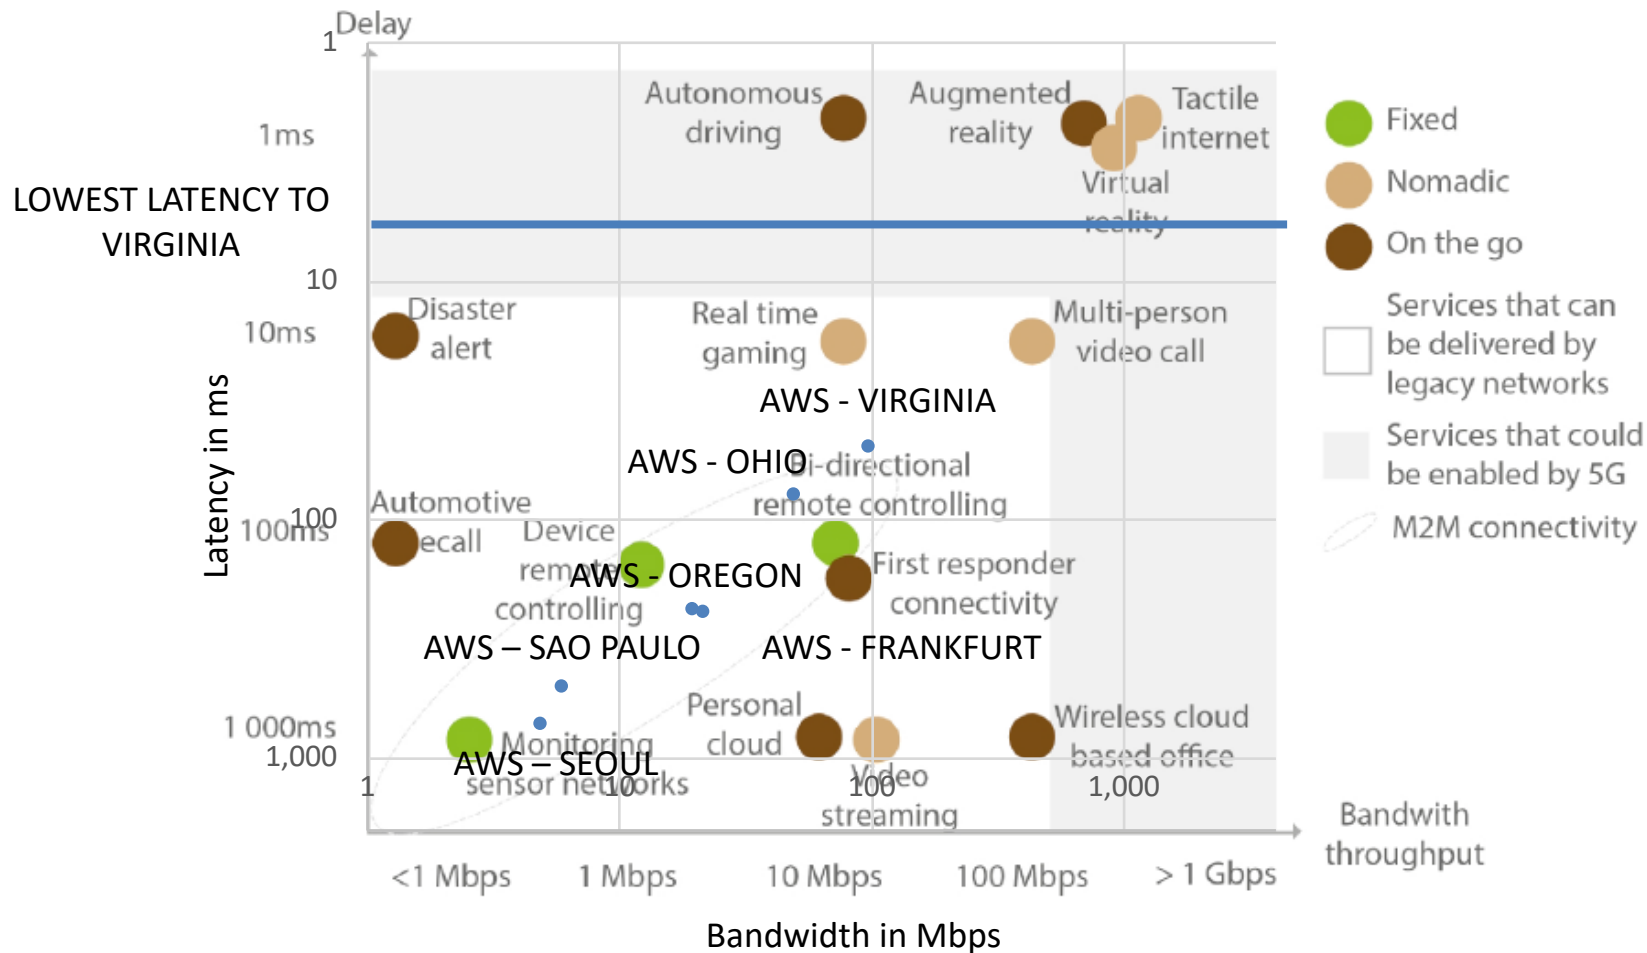 Delay
1
Autonomous
driving
Augmented
reality
Tactile
internet
Fixed
1ms
Nomadic
Virtual
reality
LOWEST LATENCY TO
VIRGINIA
On the go
10
Disaster
alert
10ms
Real time
gaming
Multi-person
video call
Services that can
be delivered by
legacy networks
AWS - VIRGINIA
Latency in ms
AWS - OHIO
Bi-directional
remote controlling
Services that could
be enabled by 5G
Automotive
ecall
100
100ms
Device
remote
controlling
M2M connectivity
AWS - OREGON
First responder
connectivity
AWS – SAO PAULO
AWS - FRANKFURT
Personal
cloud
Wireless cloud
based office
1 000ms
1,000
Monitoring
sensor networks
AWS – SEOUL
Video
streaming
1
10
100
1,000
Bandwith
throughput
<1 Mbps
1 Mbps
10 Mbps
100 Mbps
> 1 Gbps
Bandwidth in Mbps